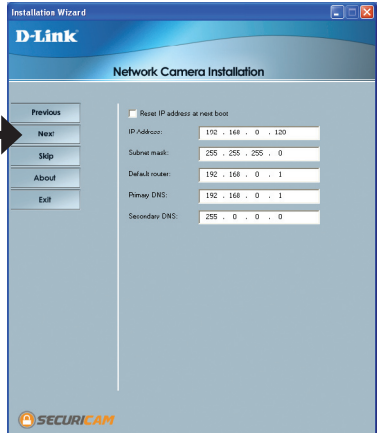 Installation Wizard
D-Link
Network Camera Installation
Previous
Next
Skip
About
Exit
Reset IP address at next boot
IP Address: 192 . 168 . 0 . 120
Subnet mask: 255 . 255 . 255 . 0
Default router: 192 . 168 . 0 . 1
Primary DNS: 192 . 168 . 0 . 1
Secondary DNS: 255 . 0 . 0 . 0
SECURICAM